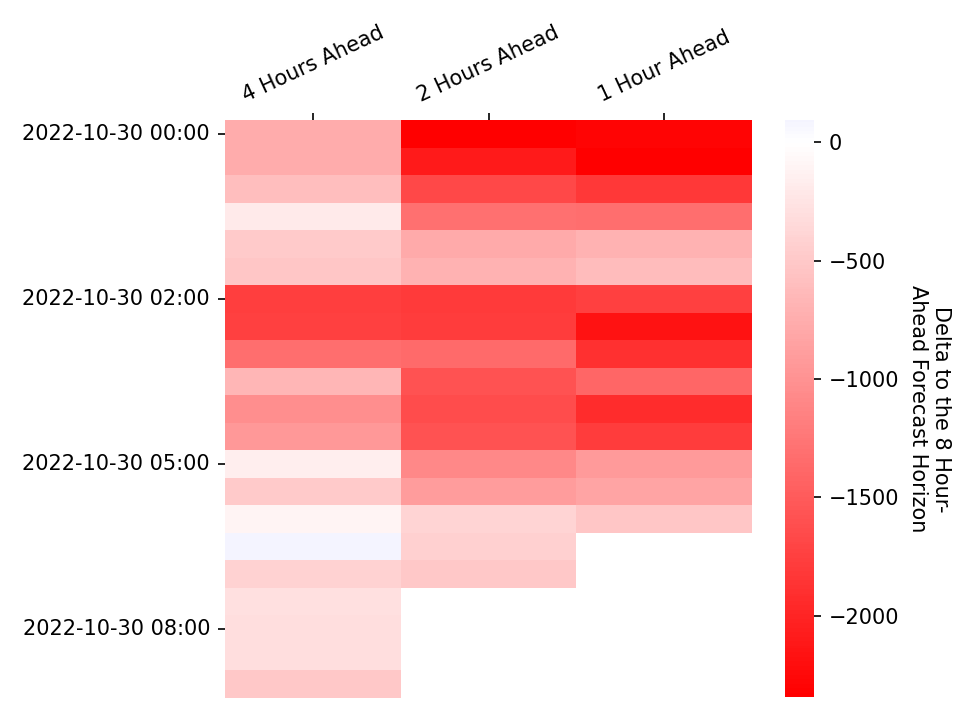 4 Hours Ahead
2 Hours Ahead
1 Hour Ahead
2022-10-30 00:00
2022-10-30 02:00
2022-10-30 05:00
2022-10-30 08:00
0
−500
−1000
−1500
−2000
Delta to the 8 Hour-
Ahead Forecast Horizon